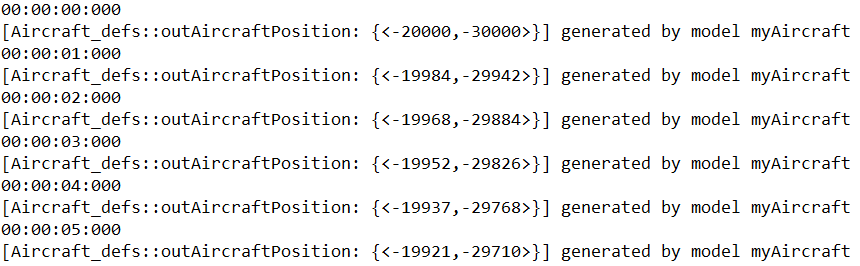 00:00:00:000
[Aircraft_defs::outAircraftPosition: {<-20000,-30000>}] generated by model myAircraft
00:00:01:000
[Aircraft_defs::outAircraftPosition: {<-19984,-29942>}] generated by model myAircraft
00:00:02:000
[Aircraft_defs::outAircraftPosition: {<-19968,-29884>}] generated by model myAircraft
00:00:03:000
[Aircraft_defs::outAircraftPosition: {<-19952,-29826>}] generated by model myAircraft
00:00:04:000
[Aircraft_defs::outAircraftPosition: {<-19937,-29768>}] generated by model myAircraft
00:00:05:000
[Aircraft_defs::outAircraftPosition: {<-19921,-29710>}] generated by model myAircraft